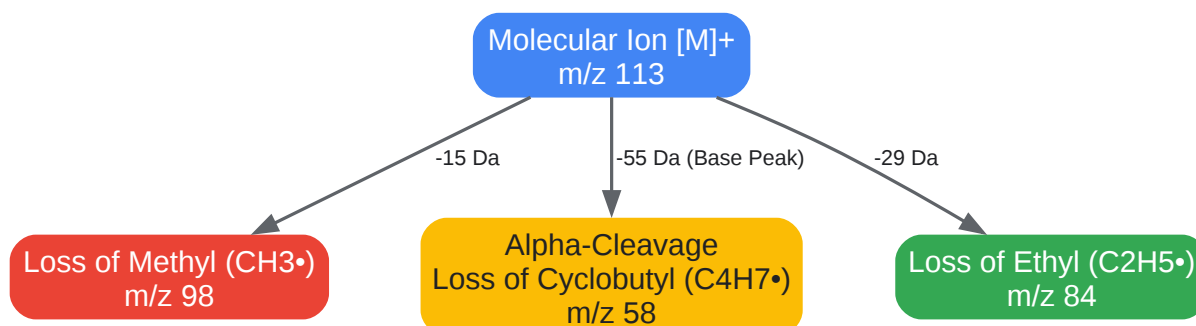 Molecular Ion [M]+
m/z 113
-15 Da
-55 Da (Base Peak)
-29 Da
Loss of Methyl (CH3•)
m/z 98
Alpha-Cleavage
Loss of Cyclobutyl (C4H7•)
m/z 58
Loss of Ethyl (C2H5•)
m/z 84